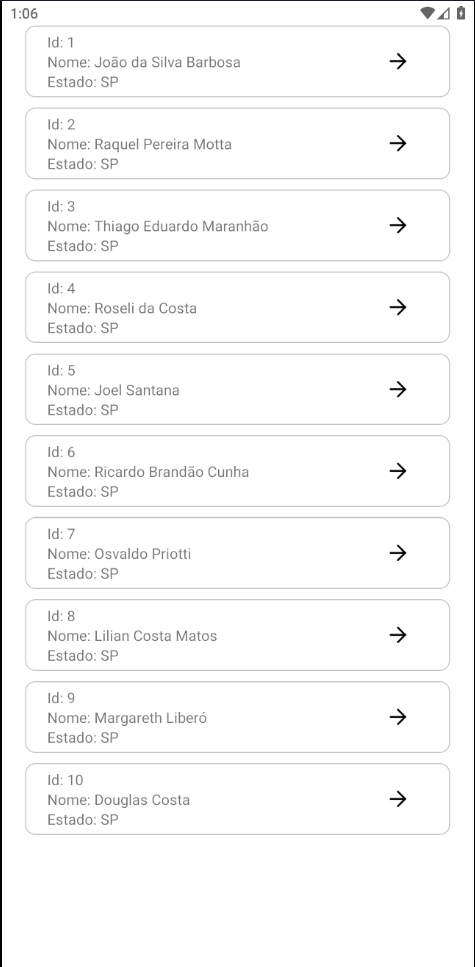 1:06
Id: 1
Nome: João da Silva Barbosa
Estado: SP
Id: 2
Nome: Raquel Pereira Motta
Estado: SP
Id: 3
Nome: Thiago Eduardo Maranhão
Estado: SP
Id: 4
Nome: Roseli da Costa
Estado: SP
Id: 5
Nome: Joel Santana
Estado: SP
Id: 6
Nome: Ricardo Brandão Cunha
Estado: SP
Id: 7
Nome: Osvaldo Priotti
Estado: SP
Id: 8
Nome: Lilian Costa Matos
Estado: SP
Id: 9
Nome: Margareth Liberó
Estado: SP
Id: 10
Nome: Douglas Costa
Estado: SP